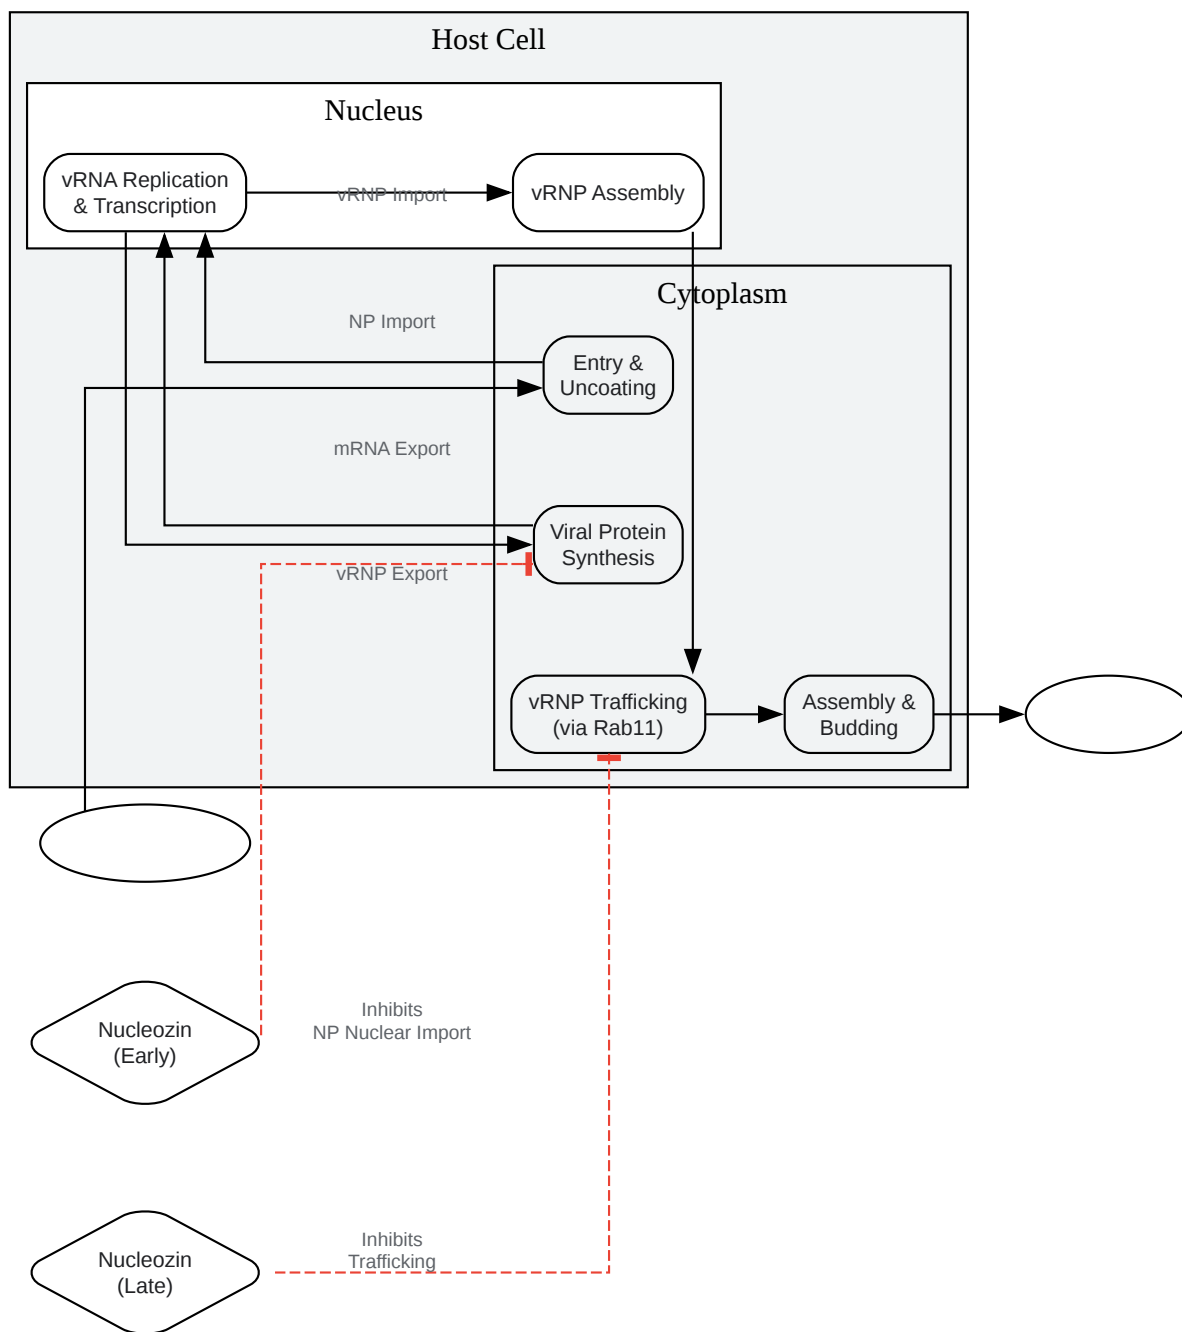 Host Cell
Nucleus
vRNA Replication
& Transcription
vRNP Import
vRNP Assembly
Cytoplasm
NP Import
Entry &
Uncoating
mRNA Export
Viral Protein
Synthesis
vRNP Export
vRNP Trafficking
(via Rab11)
Assembly &
Budding
Nucleozin
(Early)
Inhibits
NP Nuclear Import
Nucleozin
(Late)
Inhibits
Trafficking